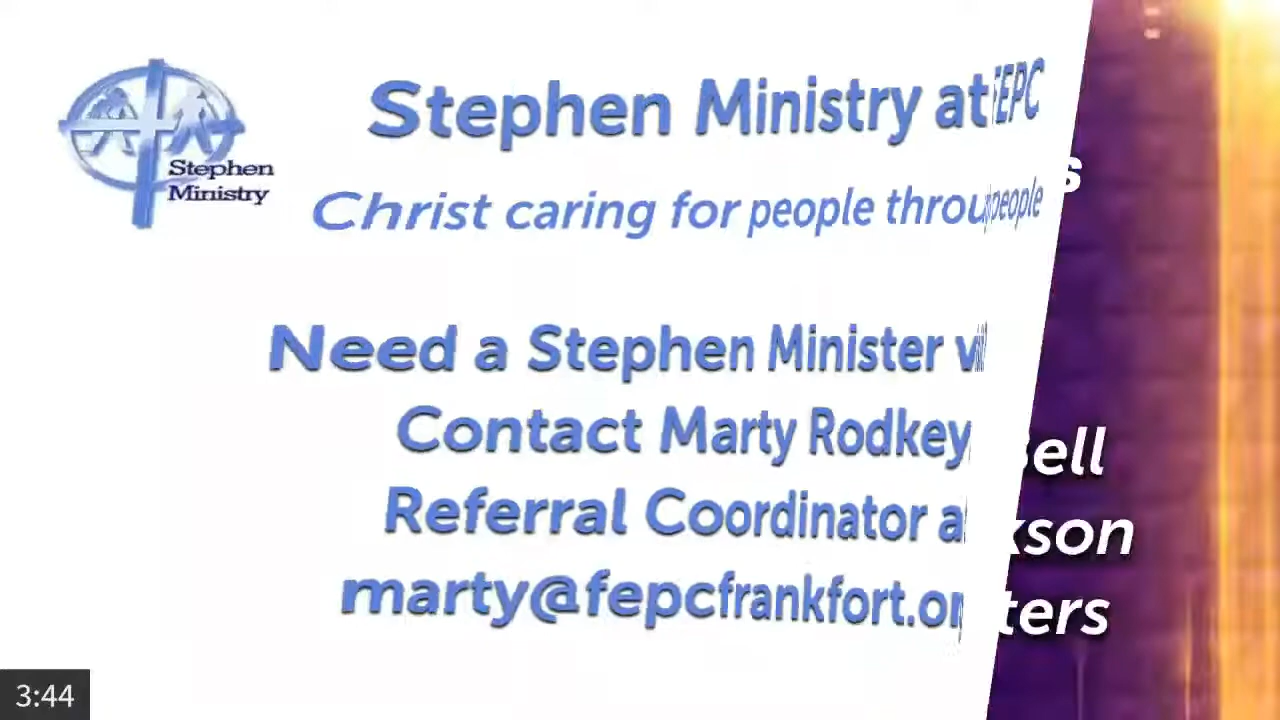 Stephen Ministry at FEPC
Stephen
Ministry
Christ caring for people throu people
s
Need a Stephen Minister
Contact Marty Rodkey
ell
Referral Coordinator a
kson
marty@fepcfrankfort.or
ters
3:44